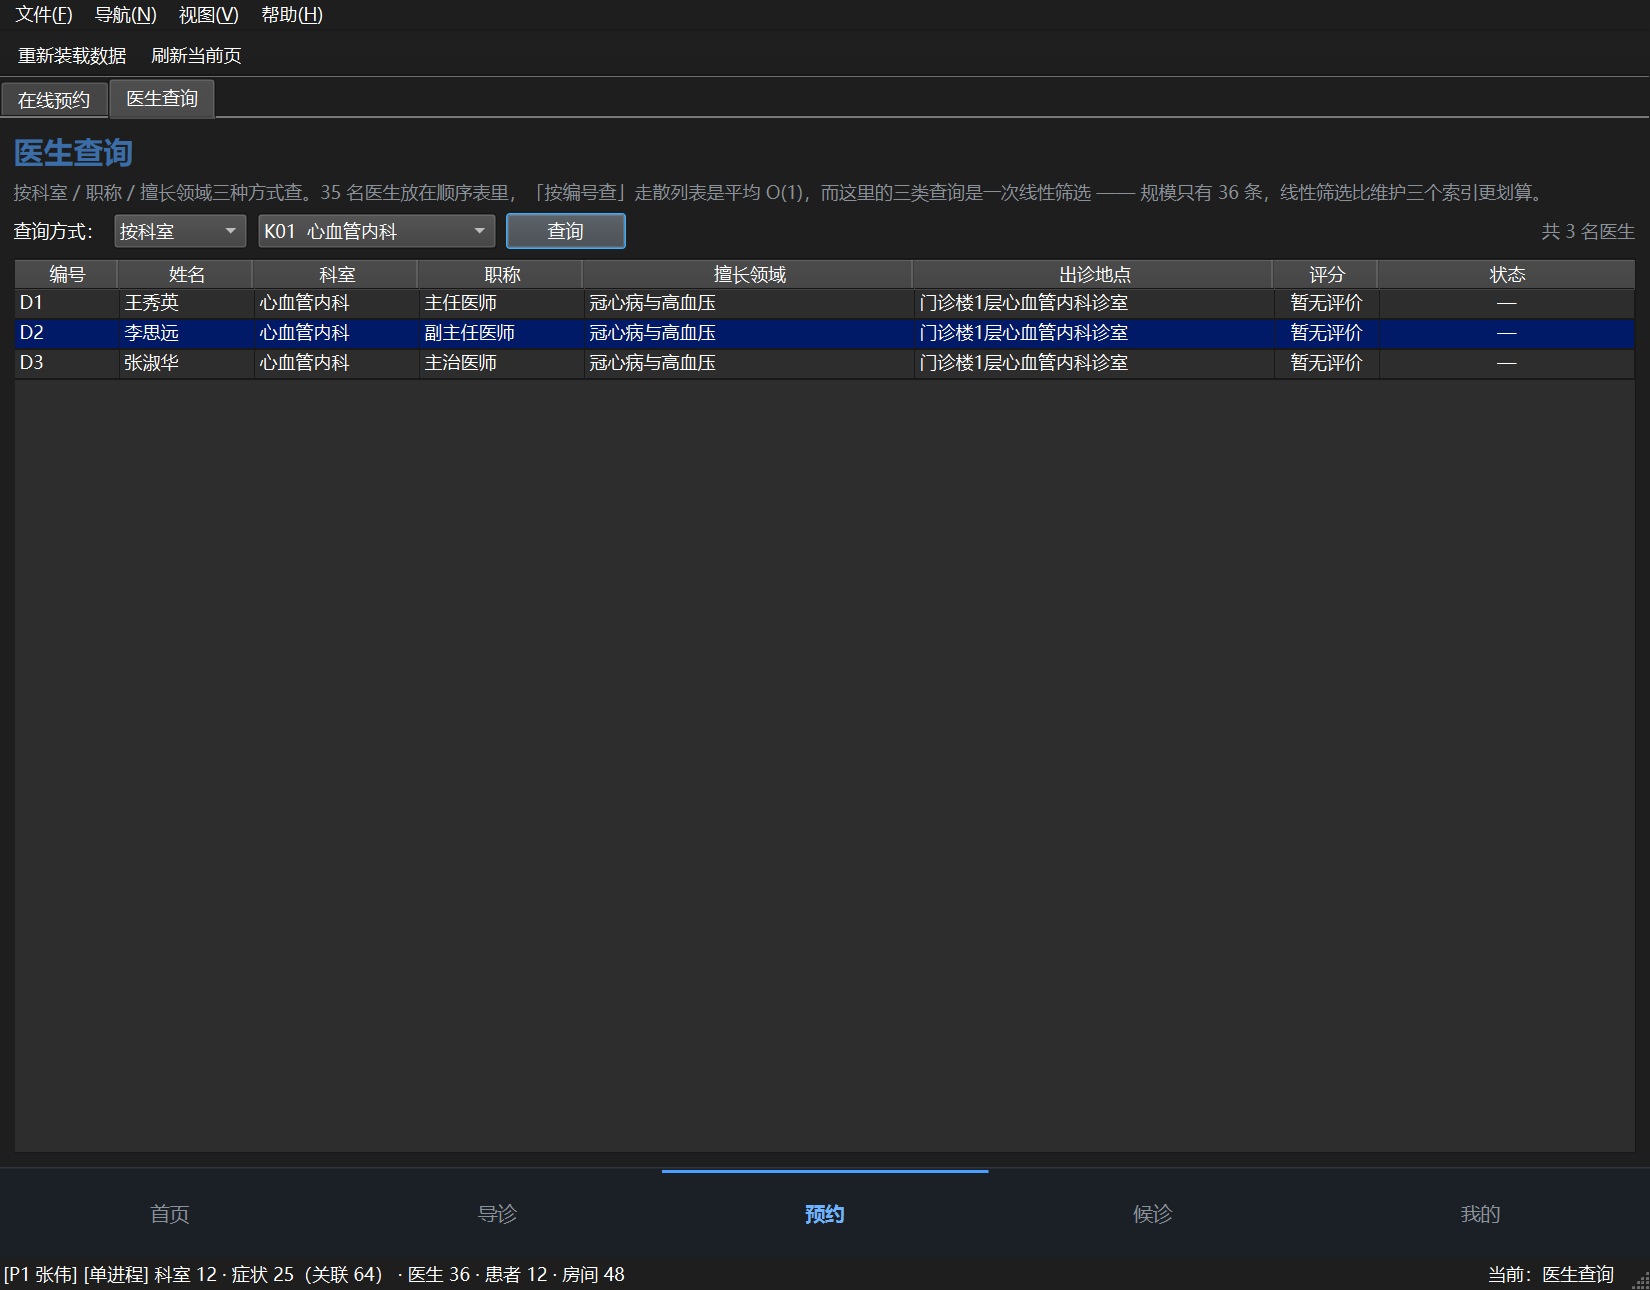 文件(F) 导航(N) 视图(V) 帮助(H)
重新装载数据 刷新当前页
在线预约 医生查询
医生查询
按科室 / 职称 / 擅长领域三种方式查。35 名医生放在顺序表里，「按编号查」走散列表是平均 O(1)，而这里的三类查询是一次线性筛选 —— 规模只有 36 条，线性筛选比维护三个索引更划算。
查询方式： 按科室 K01 心血管内科 查询 共 3 名医生
编号 姓名 科室 职称 擅长领域 出诊地点 评分 状态
D1 王秀英 心血管内科 主任医师 冠心病与高血压 门诊楼1层心血管内科诊室 暂无评价 —
D2 李思远 心血管内科 副主任医师 冠心病与高血压 门诊楼1层心血管内科诊室 暂无评价 —
D3 张淑华 心血管内科 主治医师 冠心病与高血压 门诊楼1层心血管内科诊室 暂无评价 —
首页 导诊 预约 候诊 我的
[P1 张伟] [单进程] 科室 12 · 症状 25（关联 64） · 医生 36 · 患者 12 · 房间 48 当前：医生查询